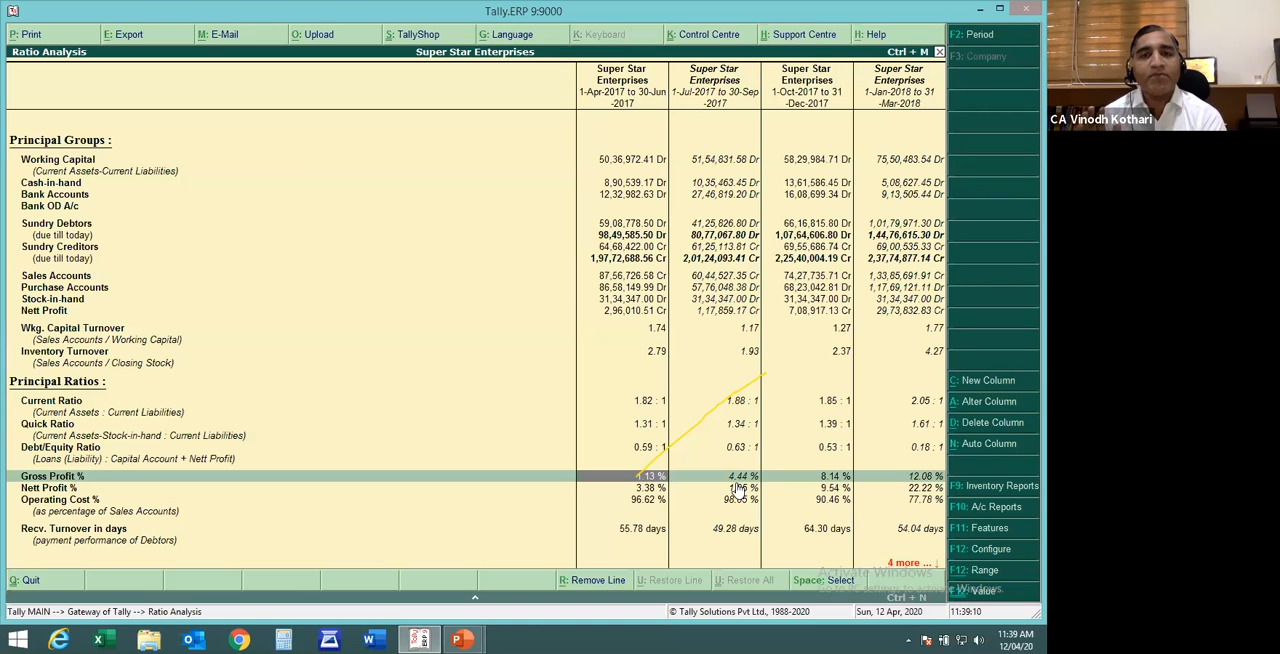 Tally.ERP 9:9000
P: Print E: Export M: E-Mail O: Upload S: TallyShop G: Language K: Keyboard K: Control Centre H: Support Centre H: Help F2: Period
Ratio Analysis Super Star Enterprises Ctrl + M F3: Company
Super Star Enterprises 1-Apr-2017 to 30-Jun-2017
Super Star Enterprises 1-Jul-2017 to 30-Sep-2017
Super Star Enterprises 1-Oct-2017 to 31-Dec-2017
Super Star Enterprises 1-Jan-2018 to 31-Mar-2018
CA Vinodh Kothari
Principal Groups :
Working Capital 50,36,972.41 Dr 51,54,831.58 Dr 58,29,984.71 Dr 75,50,483.54 Dr
(Current Assets-Current Liabilities)
Cash-in-hand 8,90,539.17 Dr 10,35,463.45 Dr 13,61,586.45 Dr 5,08,627.45 Dr
Bank Accounts 12,32,982.63 Dr 27,46,819.20 Dr 16,08,699.34 Dr 9,13,505.44 Dr
Bank OD A/c
Sundry Debtors 59,08,778.50 Dr 41,25,826.80 Dr 66,16,815.80 Dr 1,01,79,971.30 Dr
(due till today) 98,49,585.50 Dr 80,77,067.80 Dr 1,07,64,606.80 Dr 1,44,76,615.30 Dr
Sundry Creditors 64,68,422.00 Cr 61,25,113.81 Cr 69,55,686.74 Cr 69,00,535.33 Cr
(due till today) 1,97,72,688.56 Cr 2,01,24,093.41 Cr 2,25,40,004.19 Cr 2,37,74,877.14 Cr
Sales Accounts 87,56,726.58 Cr 60,44,527.35 Cr 74,27,735.71 Cr 1,33,85,691.91 Cr
Purchase Accounts 86,58,149.99 Dr 57,76,048.38 Dr 68,23,042.81 Dr 1,17,69,121.11 Dr
Stock-in-hand 31,34,347.00 Dr 31,34,347.00 Dr 31,34,347.00 Dr 31,34,347.00 Dr
Nett Profit 2,96,010.51 Cr 1,17,859.17 Cr 7,08,917.13 Cr 29,73,832.83 Cr
Wkg. Capital Turnover 1.74 1.17 1.27 1.77
(Sales Accounts / Working Capital)
Inventory Turnover 2.79 1.93 2.37 4.27
(Sales Accounts / Closing Stock)
Principal Ratios : C: New Column
Current Ratio 1.82 : 1 1.88 : 1 1.85 : 1 2.05 : 1 A: Alter Column
(Current Assets : Current Liabilities)
Quick Ratio 1.31 : 1 1.34 : 1 1.39 : 1 1.61 : 1 D: Delete Column
(Current Assets-Stock-in-hand : Current Liabilities)
Debt/Equity Ratio 0.59 : 1 0.63 : 1 0.53 : 1 0.18 : 1 N: Auto Column
(Loans (Liability) : Capital Account + Nett Profit)
Gross Profit % 1.13 % 4.44 % 8.14 % 12.08 %
Nett Profit % 3.38 % % 9.54 % 22.22 % F9: Inventory Reports
Operating Cost % 96.62 % 90.46 % 77.78 %
(as percentage of Sales Accounts) F10: A/c Reports
Recv. Turnover in days 55.78 days 49.28 days 64.30 days 54.04 days F11: Features
(payment performance of Debtors)
F12: Configure
4 more ... ↓
F12: Range
Activate Windows
Q: Quit R: Remove Line U: Restore Line U: Restore All Space: Select
Value
Ctrl + N
Tally MAIN --> Gateway of Tally --> Ratio Analysis © Tally Solutions Pvt Ltd., 1988-2020 Sun, 12 Apr, 2020 11:39:10
11:39 AM
12/04/20